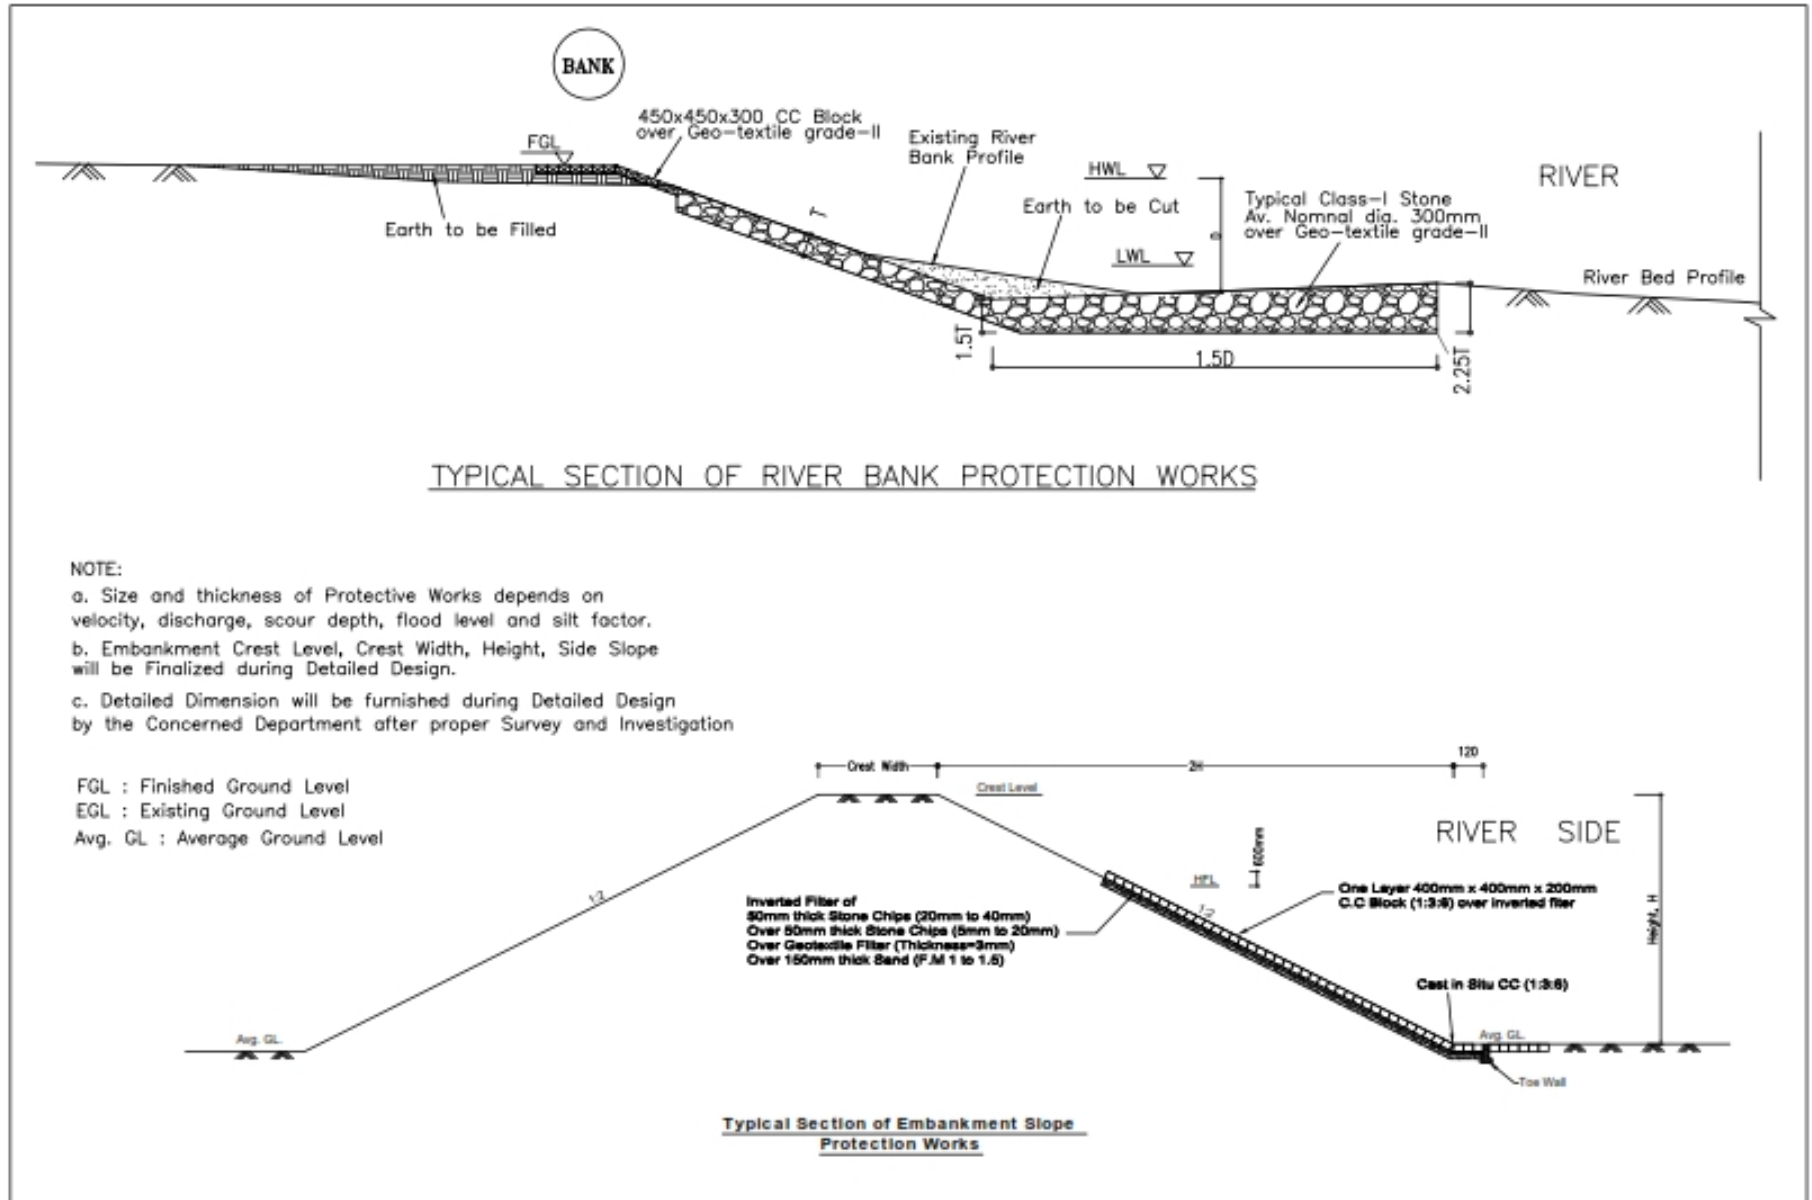 BANK
450x450x300 CC Block
over Geo-textile grade-II
FGL
Existing River
Bank Profile
HWL
RIVER
Earth to be Cut
Typical Class-I Stone
Av. Nomnal dia. 300mm
over Geo-textile grade-II
Earth to be Filled
T
D
LWL
River Bed Profile
1.5T
1.5D
2.25T
TYPICAL SECTION OF RIVER BANK PROTECTION WORKS
NOTE:
a. Size and thickness of Protective Works depends on
velocity, discharge, scour depth, flood level and silt factor.
b. Embankment Crest Level, Crest Width, Height, Side Slope
will be Finalized during Detailed Design.
c. Detailed Dimension will be furnished during Detailed Design
by the Concerned Department after proper Survey and Investigation
FGL : Finished Ground Level
EGL : Existing Ground Level
Avg. GL : Average Ground Level
Crest Width
2H
120
Crest Level
RIVER SIDE
600mm
HFL
1:2
1:2
One Layer 400mm x 400mm x 200mm
C.C Block (1:3:6) over inverted filer
Inverted Filter of
50mm thick Stone Chips (20mm to 40mm)
Over 50mm thick Stone Chips (5mm to 20mm)
Over Geotextile Filter (Thickness=3mm)
Over 150mm thick Sand (F.M 1 to 1.5)
Height, H
Cast in Situ CC (1:3:6)
Avg. GL.
Avg. GL.
Toe Wall
Typical Section of Embankment Slope
Protection Works